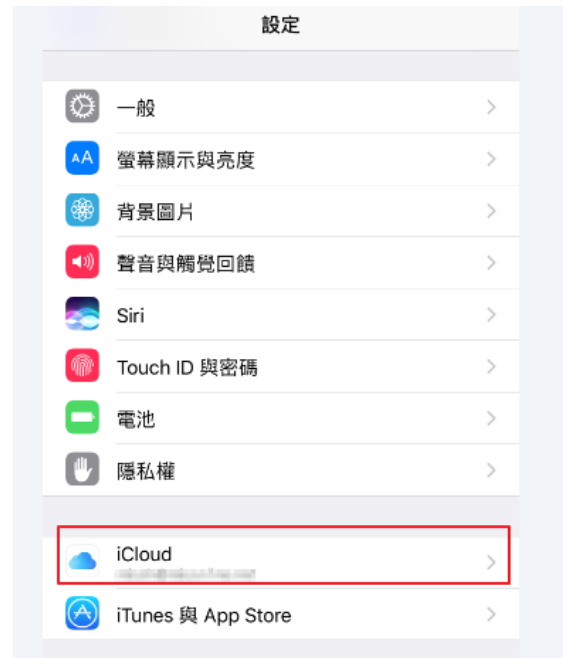 設定
一般
AA
螢幕顯示與亮度
背景圖片
聲音與觸覺回饋
Siri
Touch ID 與密碼
電池
隱私權
iCloud
iTunes 與 App Store